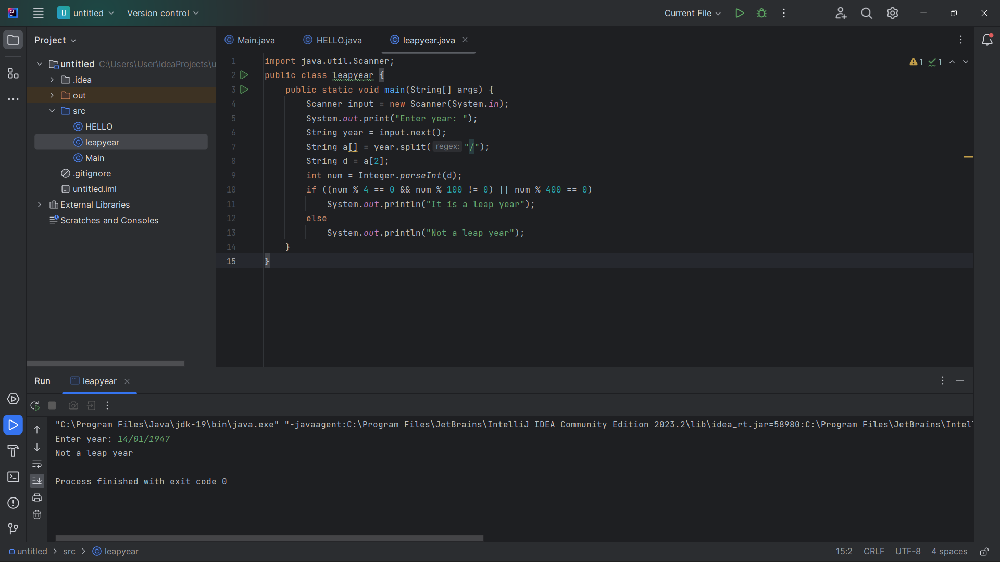 U untitled Version control Current File
Project
Main.java HELLO.java leapyear.java
untitled C:\Users\User\IdeaProjects\u
.idea
out
src
HELLO
leapyear
Main
.gitignore
untitled.iml
External Libraries
Scratches and Consoles
1 import java.util.Scanner;
2 public class leapyear {
3 public static void main(String[] args) {
4 Scanner input = new Scanner(System.in);
5 System.out.print("Enter year: ");
6 String year = input.next();
7 String a[] = year.split( regex: "/");
8 String d = a[2];
9 int num = Integer.parseInt(d);
10 if ((num % 4 == 0 && num % 100 != 0) || num % 400 == 0)
11 System.out.println("It is a leap year");
12 else
13 System.out.println("Not a leap year");
14 }
15 }
1 1
Run leapyear
"C:\Program Files\Java\jdk-19\bin\java.exe" "-javaagent:C:\Program Files\JetBrains\IntelliJ IDEA Community Edition 2023.2\lib\idea_rt.jar=58980:C:\Program Files\JetBrains\Intel
Enter year: 14/01/1947
Not a leap year
Process finished with exit code 0
untitled > src > leapyear
15:2 CRLF UTF-8 4 spaces